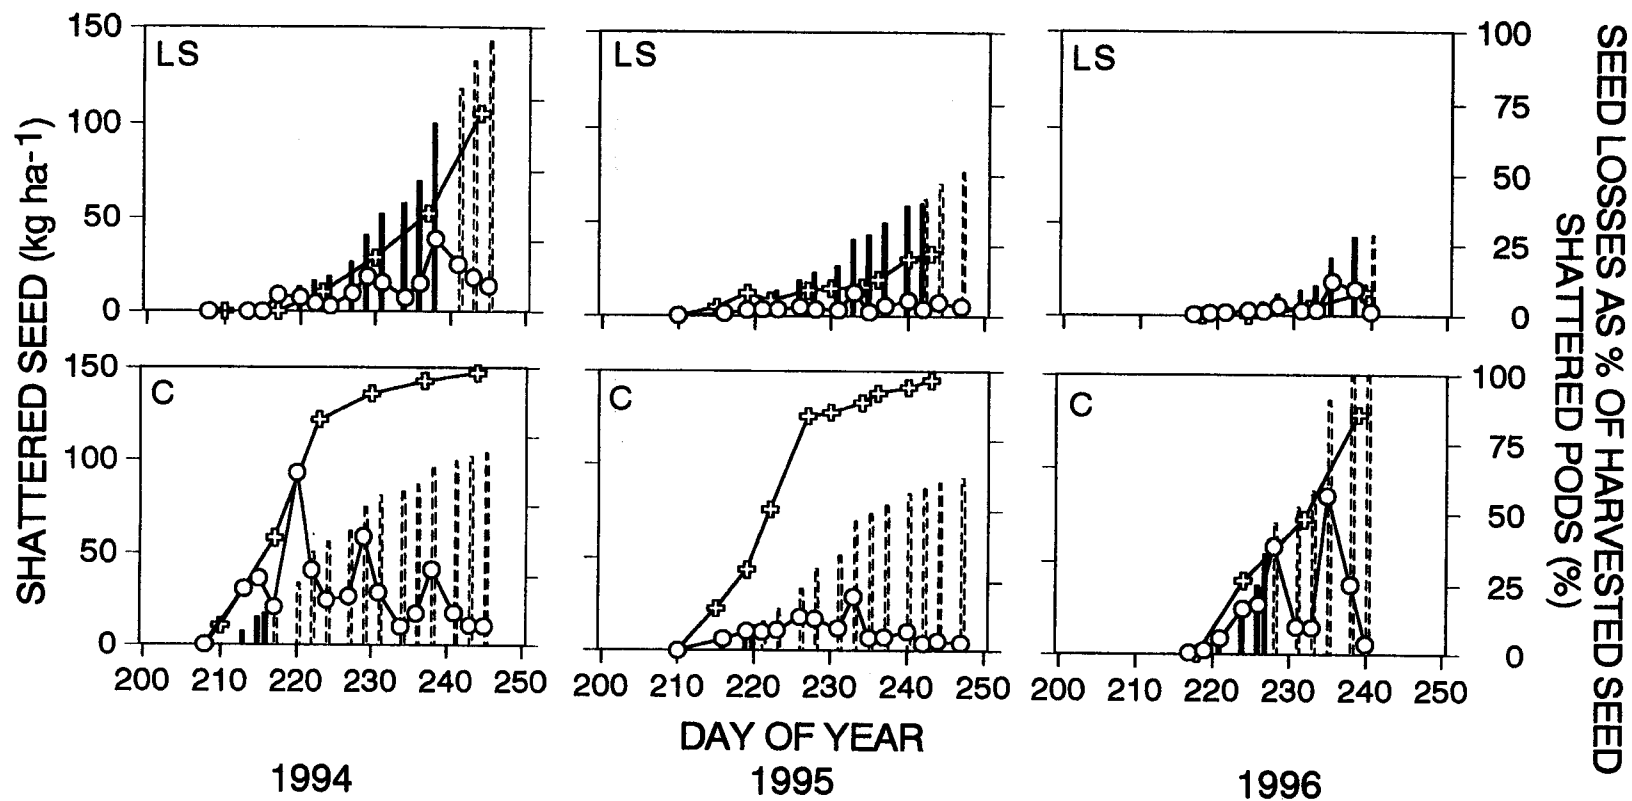 150
100
50
0
LS
LS
LS
100
75
50
25
0
150
100
50
0
C
C
C
100
75
50
25
0
200 210 220 230 240 250
200 210 220 230 240 250
200 210 220 230 240 250
SHATTERED SEED (kg ha-1)
SEED LOSSES AS % OF HARVESTED SEED
SHATTERED PODS (%)
DAY OF YEAR
1994
1995
1996